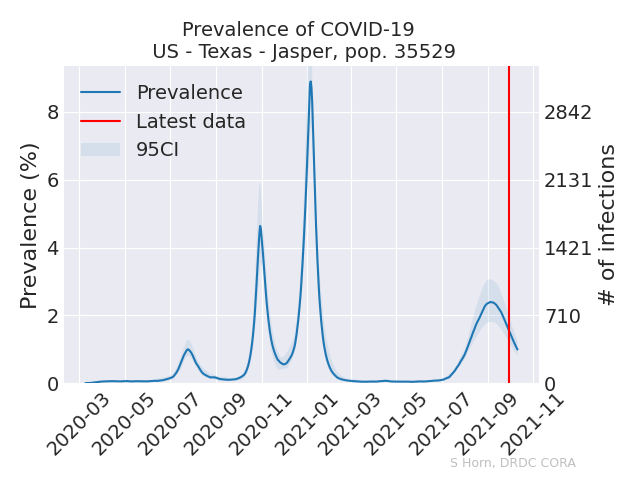 Prevalence of COVID-19
US - Texas - Jasper, pop. 35529
Prevalence
Latest data
95CI
Prevalence (%)
8
6
4
2
0
2842
2131
1421
710
0
# of infections
2020-03
2020-05
2020-07
2020-09
2020-11
2021-01
2021-03
2021-05
2021-07
2021-09
2021-11
S Horn, DRDC CORA